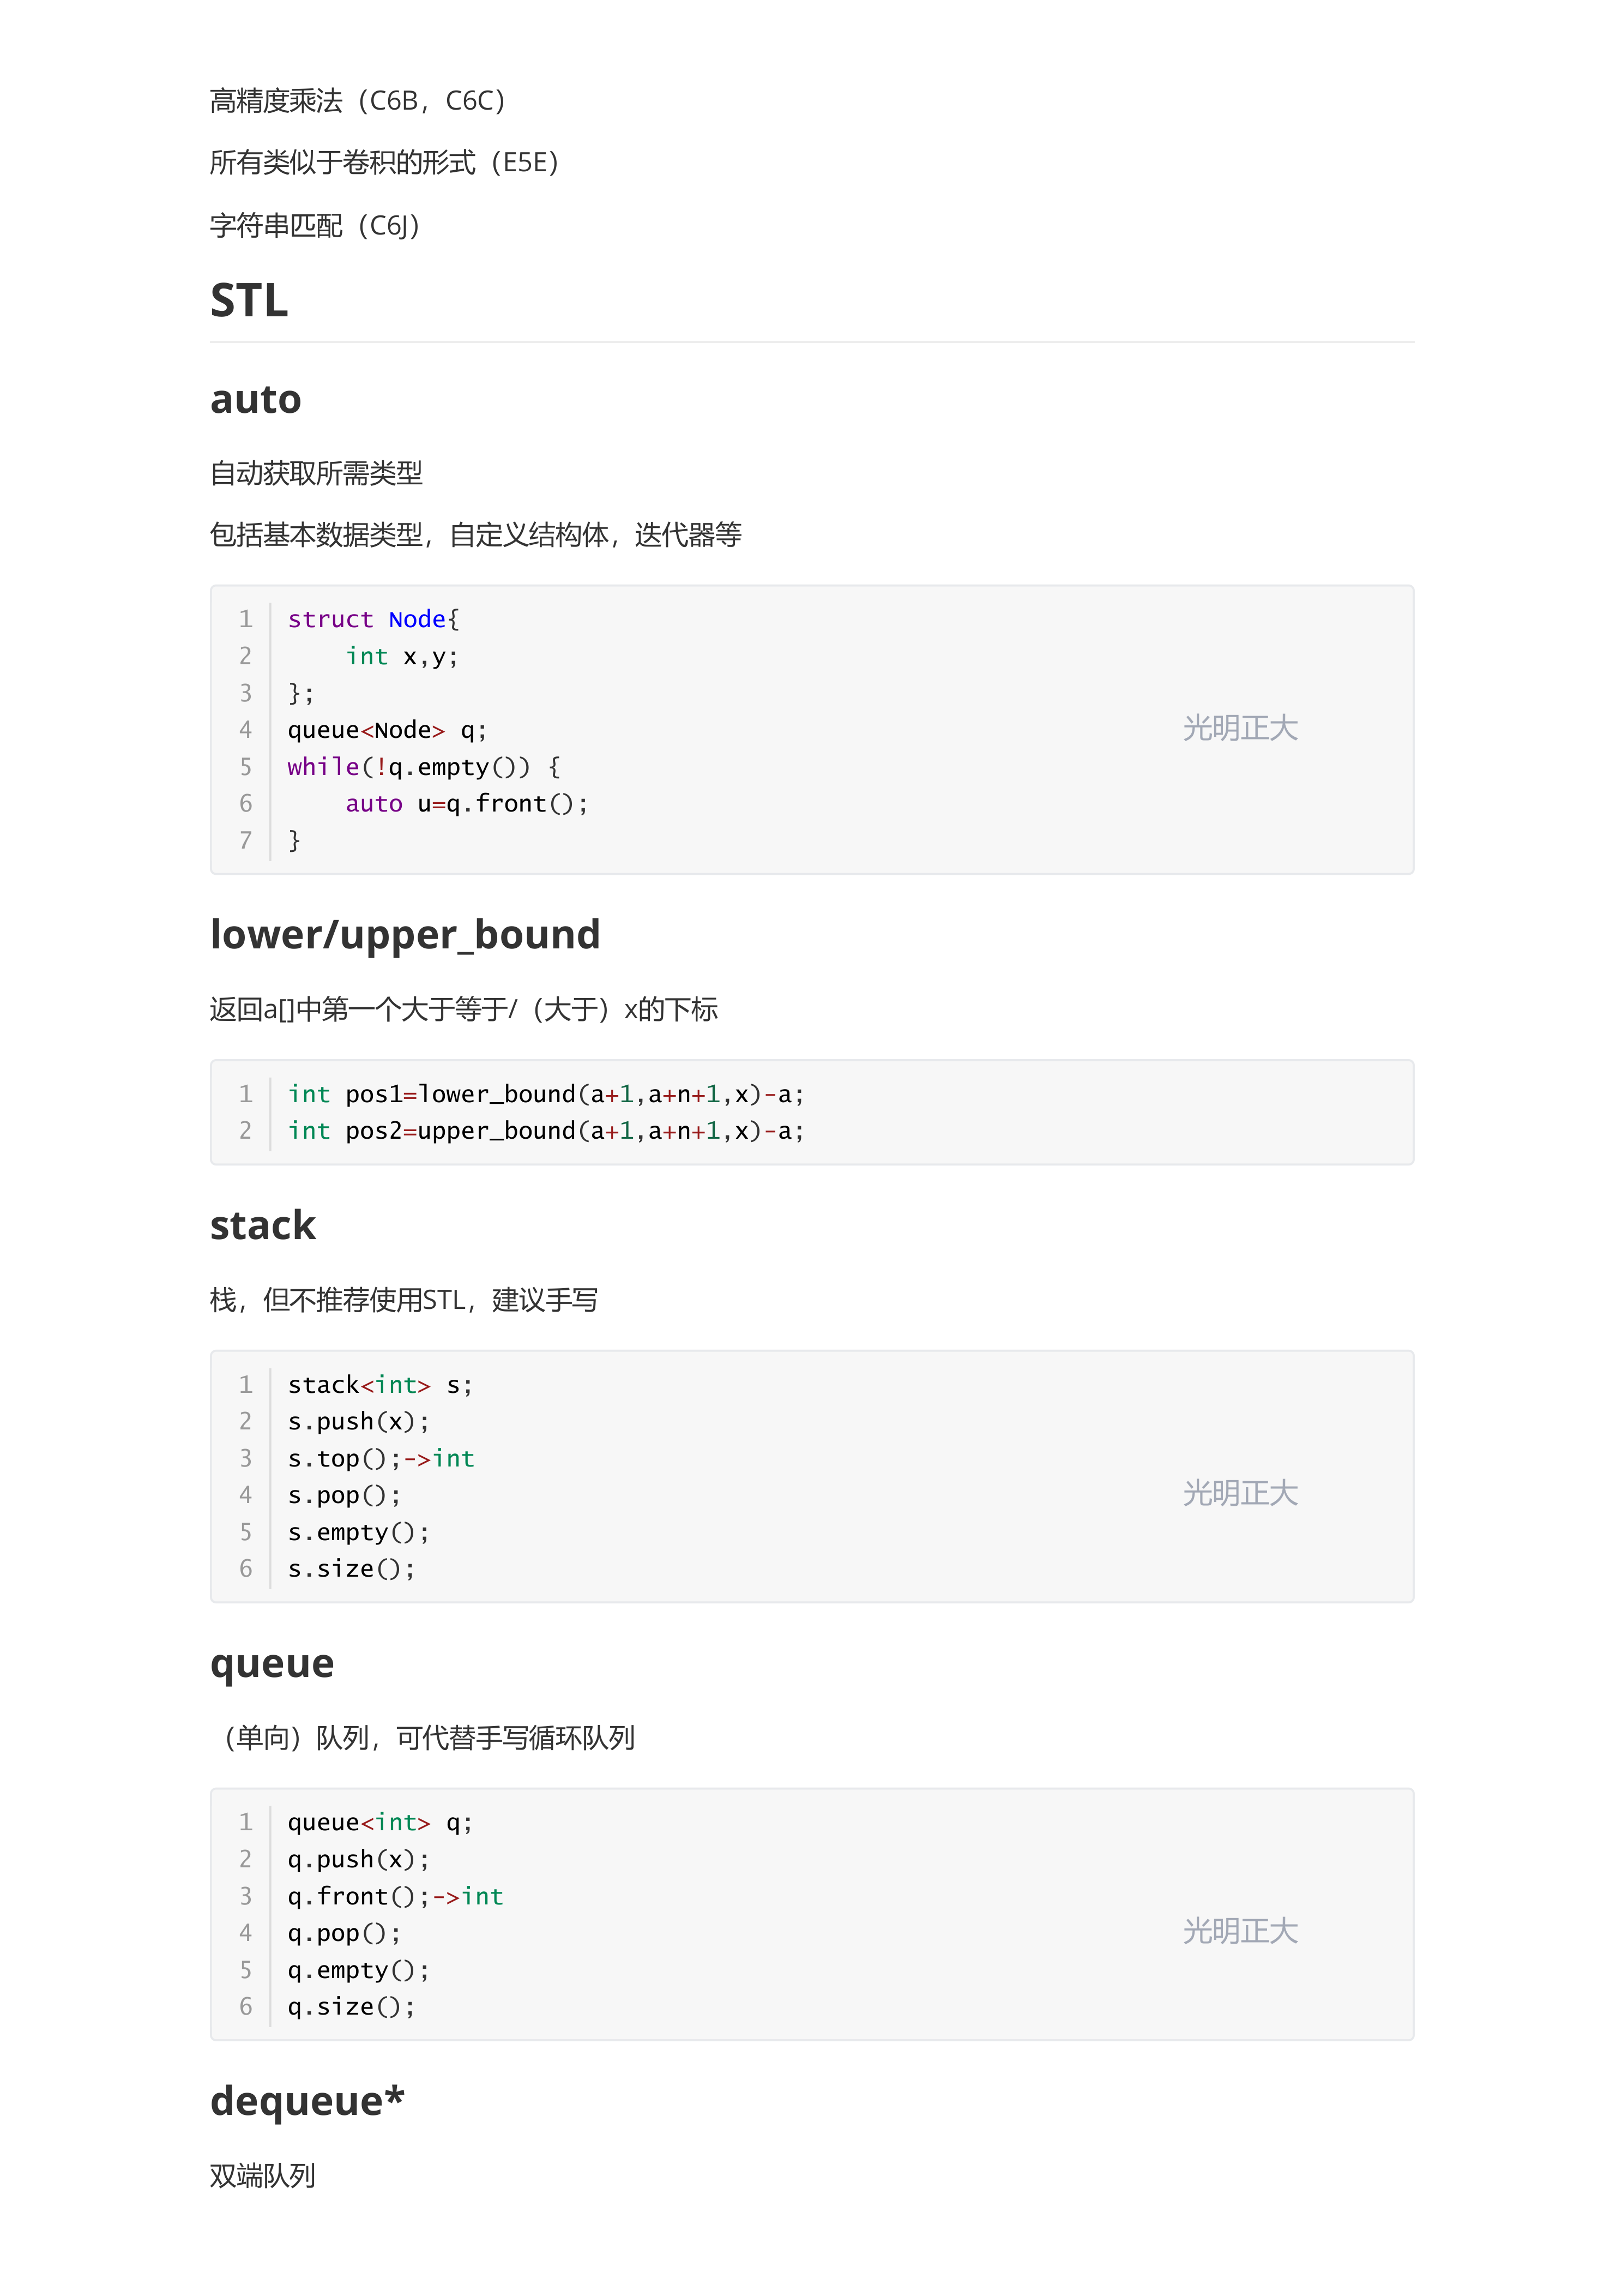 高精度乘法（C6B，C6C）
所有类似于卷积的形式（E5E）
字符串匹配（C6J）
STL
auto
自动获取所需类型
包括基本数据类型，自定义结构体，迭代器等
1 struct Node{
2     int x,y;
3 };
4 queue<Node> q;
光明正大
5 while(!q.empty()) {
6     auto u=q.front();
7 }
lower/upper_bound
返回a[]中第一个大于等于/（大于）x的下标
1 int pos1=lower_bound(a+1,a+n+1,x)-a;
2 int pos2=upper_bound(a+1,a+n+1,x)-a;
stack
栈，但不推荐使用STL，建议手写
1 stack<int> s;
2 s.push(x);
3 s.top();->int
4 s.pop();
光明正大
5 s.empty();
6 s.size();
queue
（单向）队列，可代替手写循环队列
1 queue<int> q;
2 q.push(x);
3 q.front();->int
4 q.pop();
光明正大
5 q.empty();
6 q.size();
dequeue*
双端队列